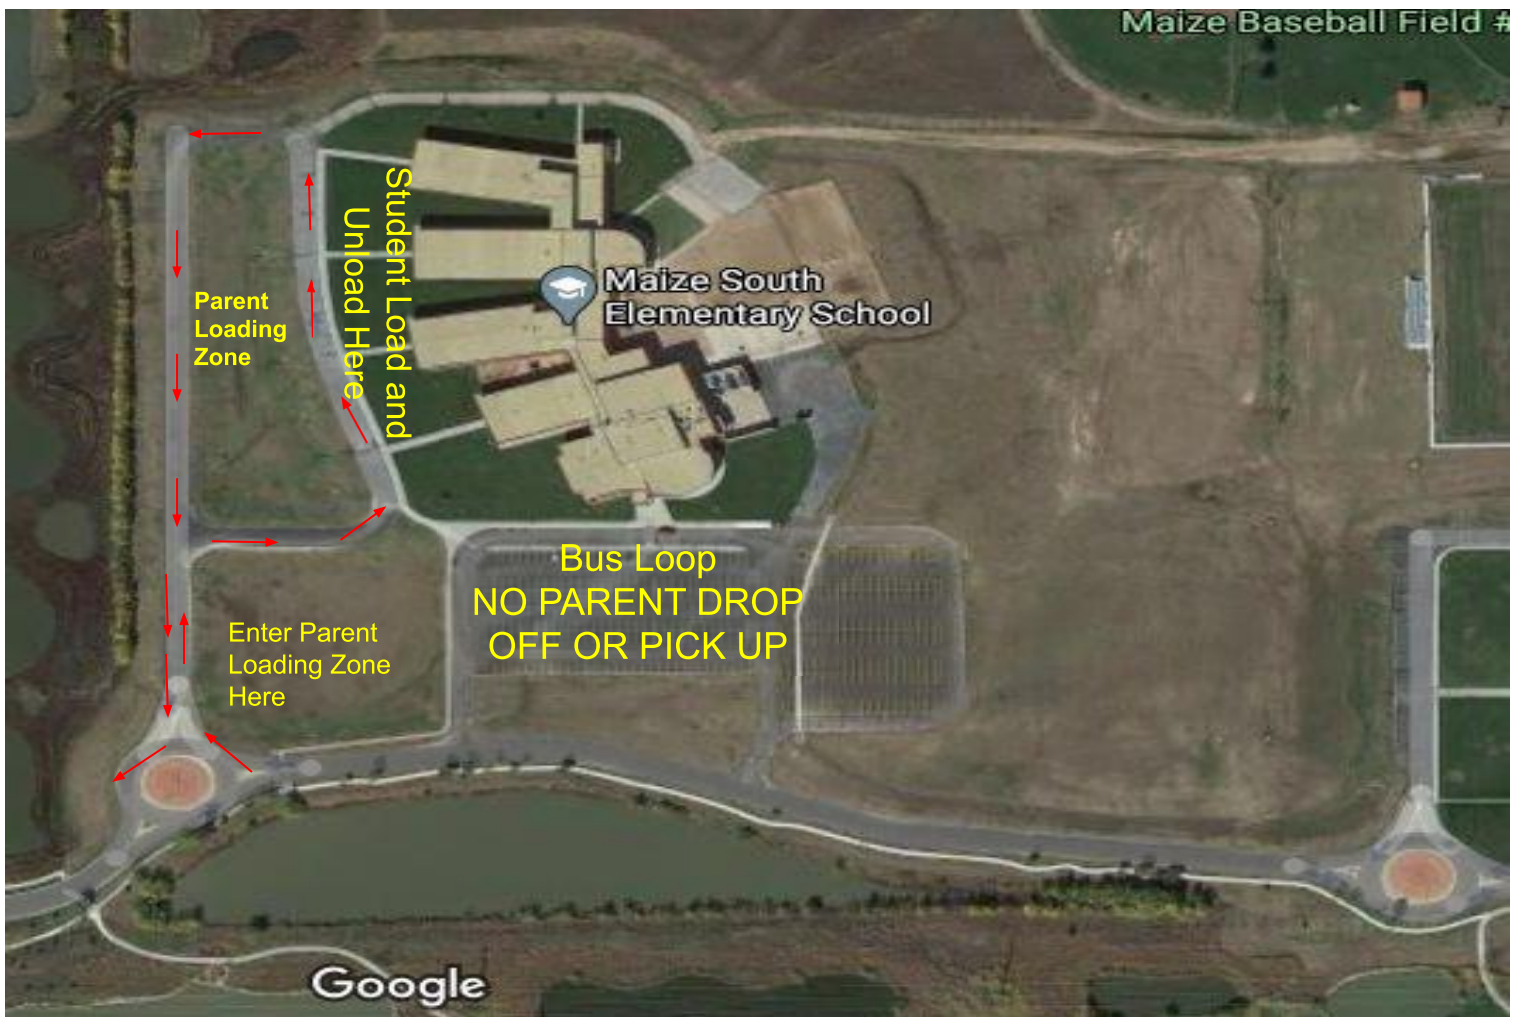 Maize Baseball Field #
Student Load and
Unload Here
Maize South
Elementary School
Parent
Loading
Zone
Bus Loop
NO PARENT DROP
OFF OR PICK UP
Enter Parent
Loading Zone
Here
Google